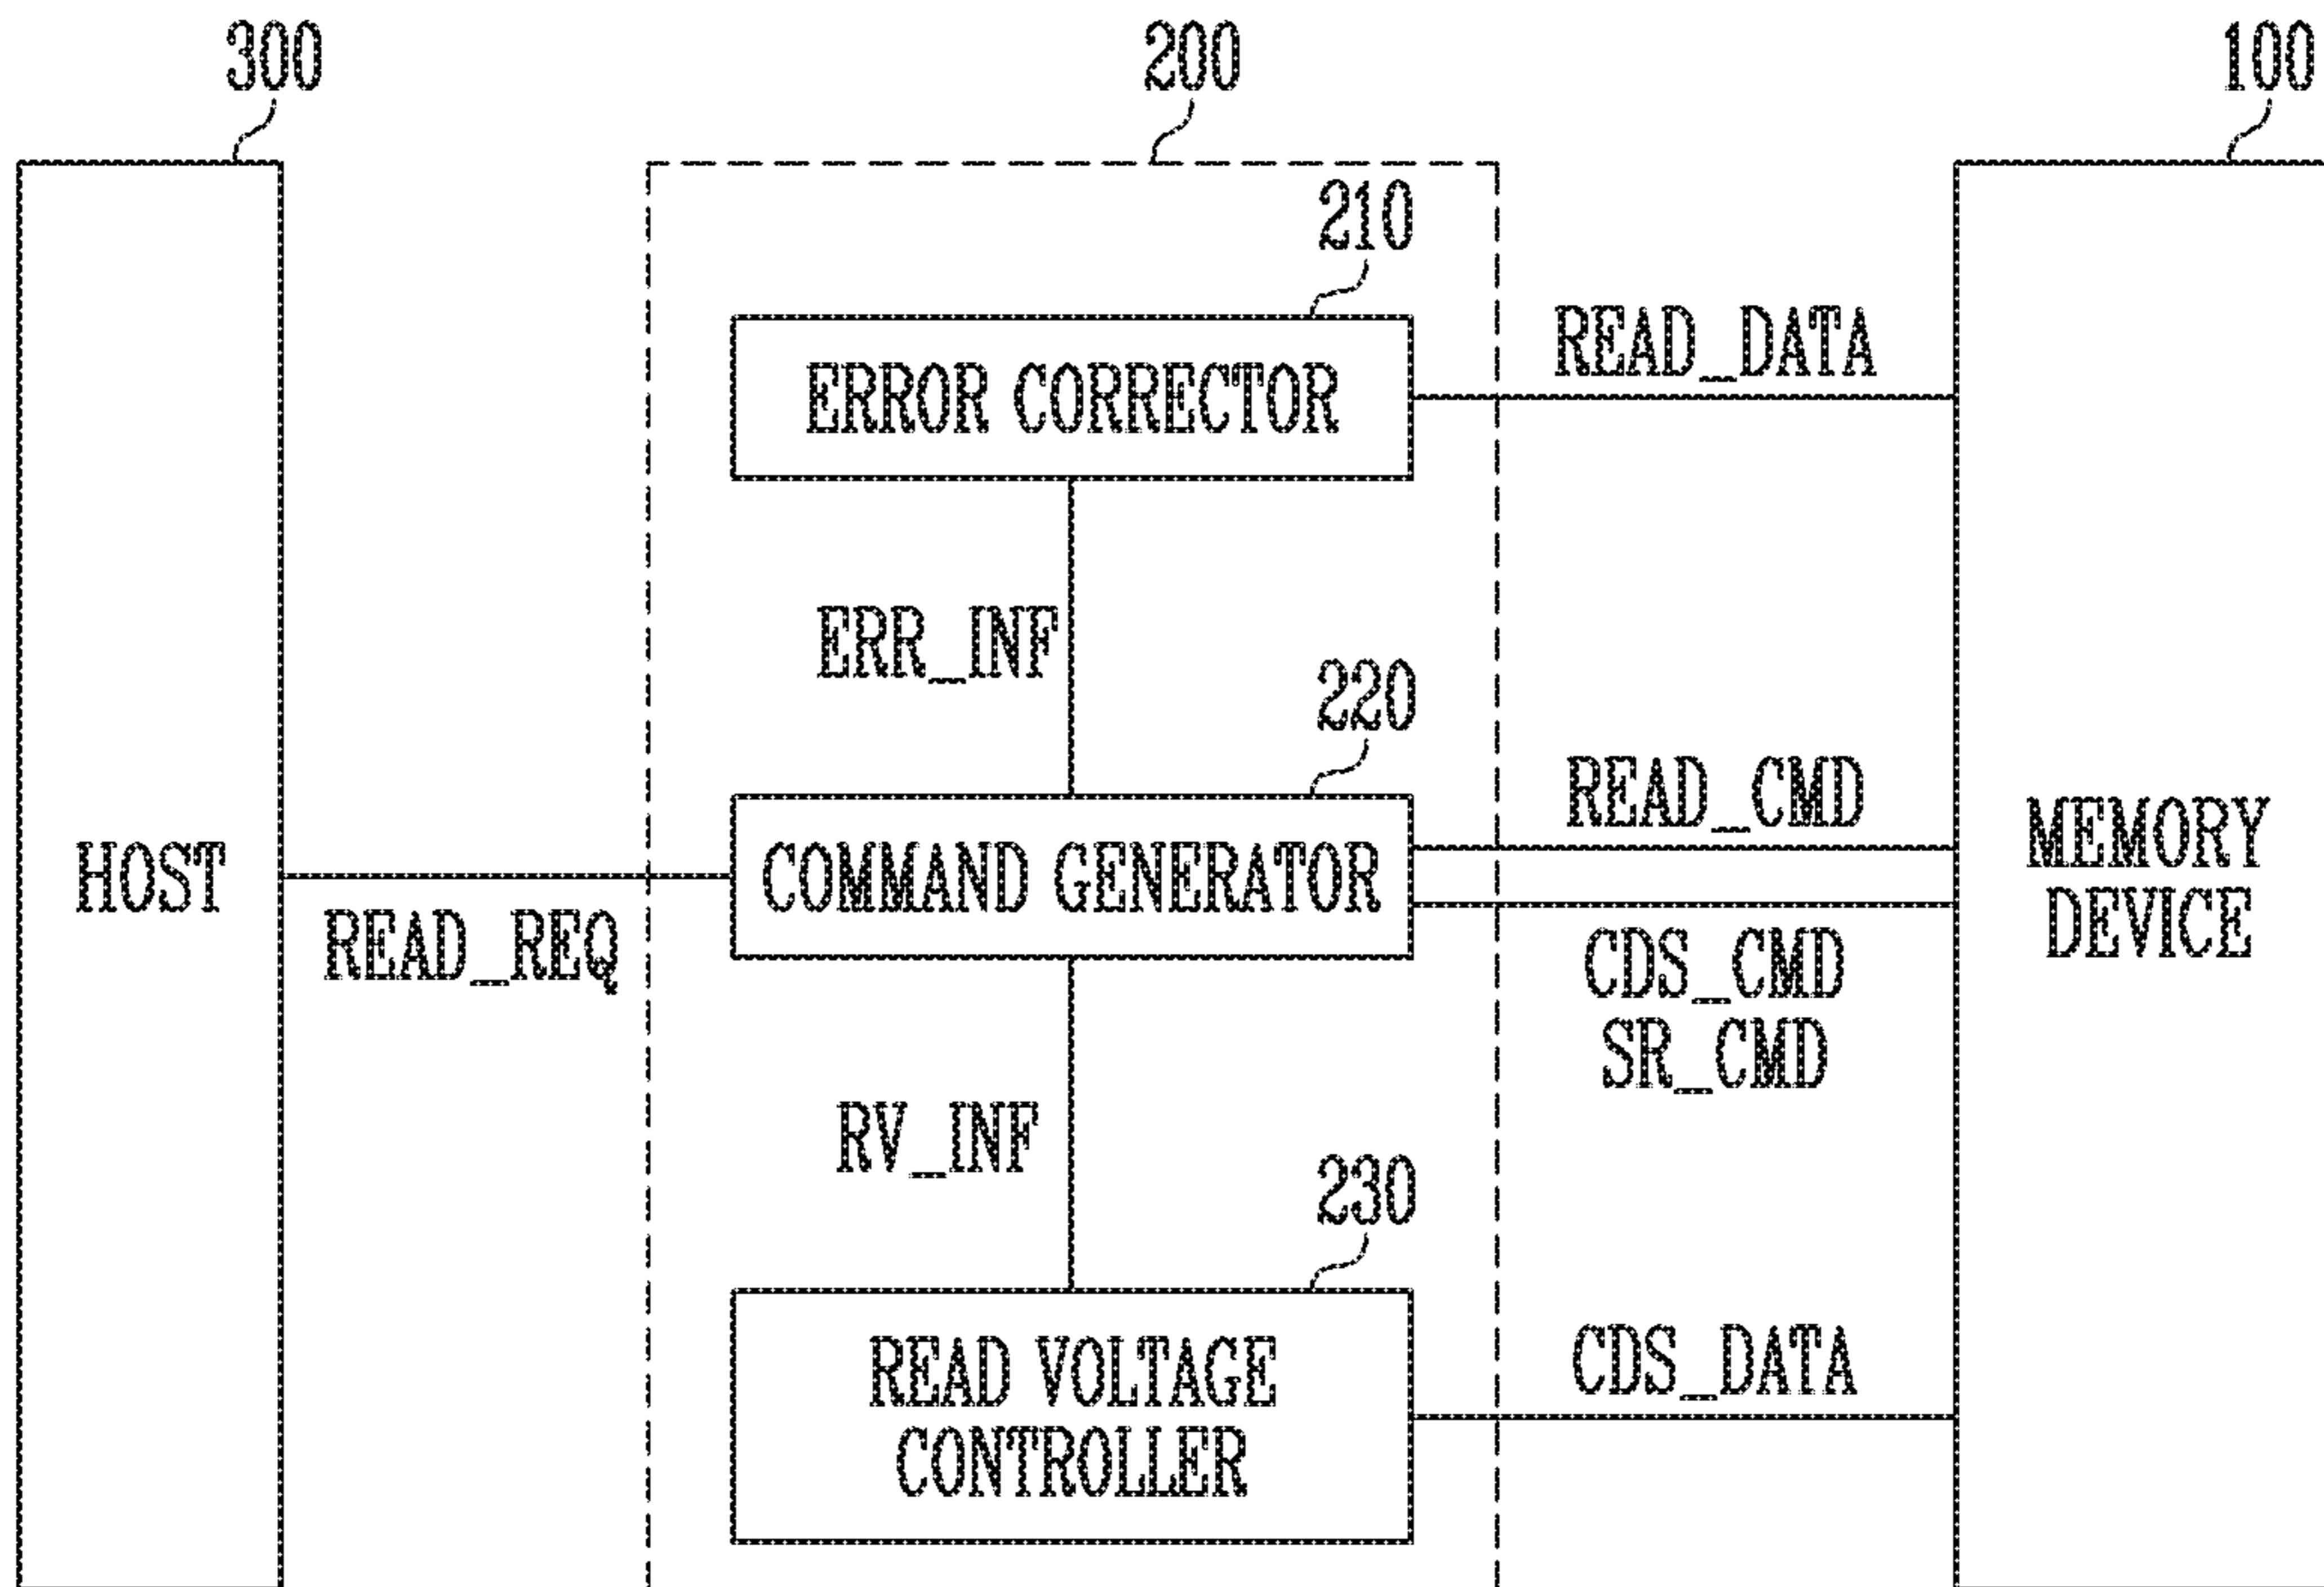 300
200
100
210
READ_DATA
ERROR CORRECTOR
ERR_INF
220
READ_CMD
HOST
COMMAND GENERATOR
MEMORY
DEVICE
READ_REQ
CDS_CMD
SR_CMD
RV_INF
230
READ VOLTAGE
CONTROLLER
CDS_DATA